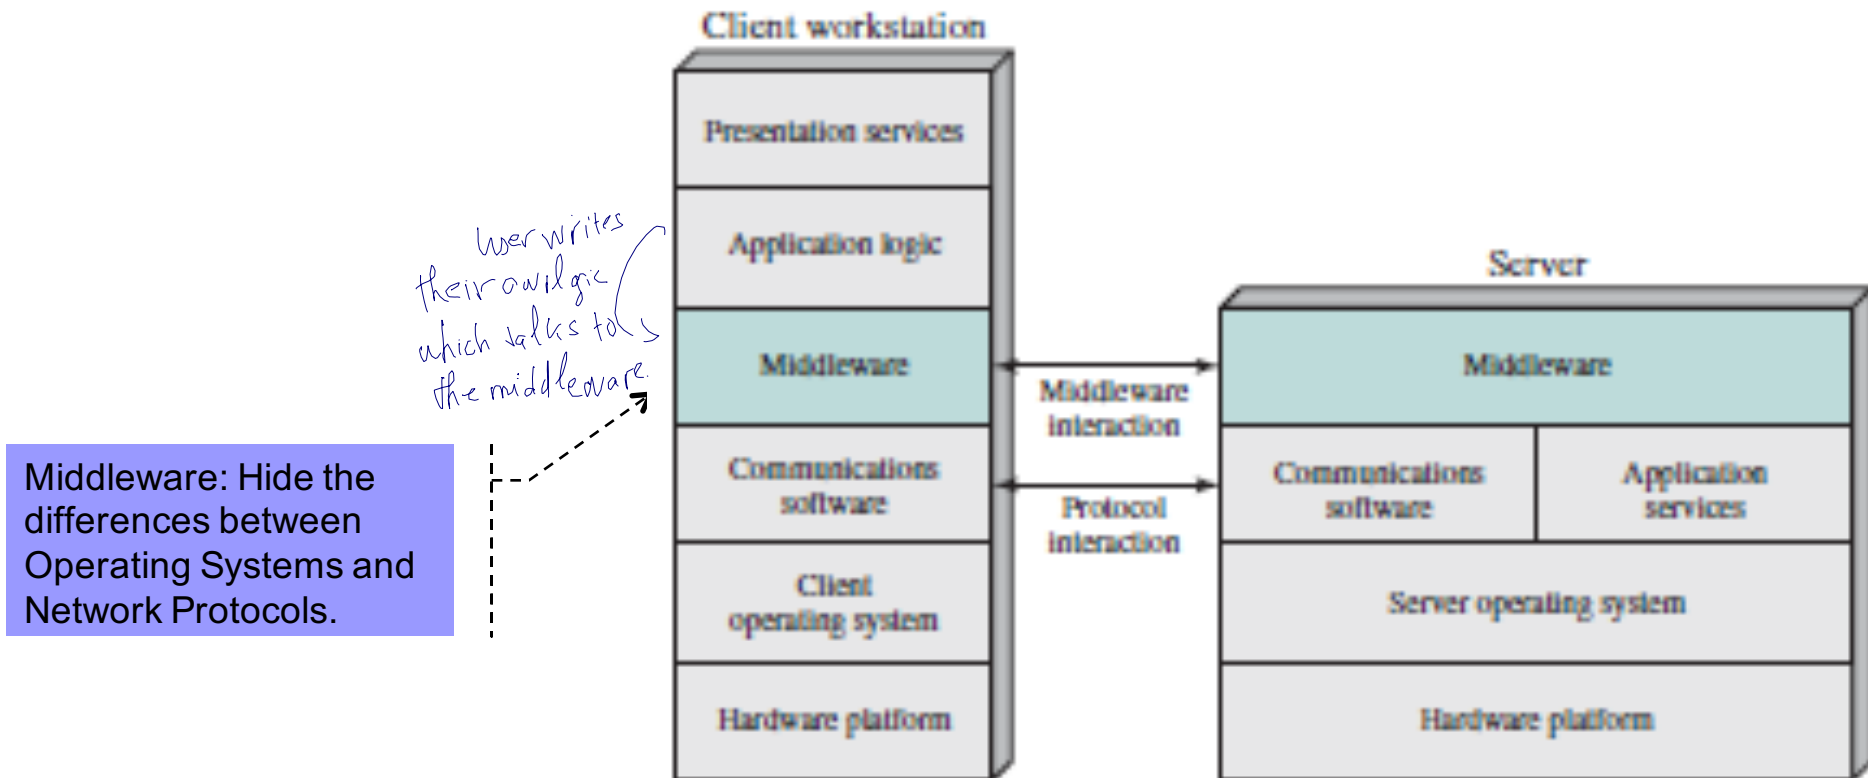 Client workstation
Presentation services
Application logic
Middleware
Communications
software
Client
operating system
Hardware platform
User writes
their own logic
which talks to
the middleware.
Middleware: Hide the
differences between
Operating Systems and
Network Protocols.
Middleware
interaction
Protocol
interaction
Server
Middleware
Communications
software
Application
services
Server operating system
Hardware platform